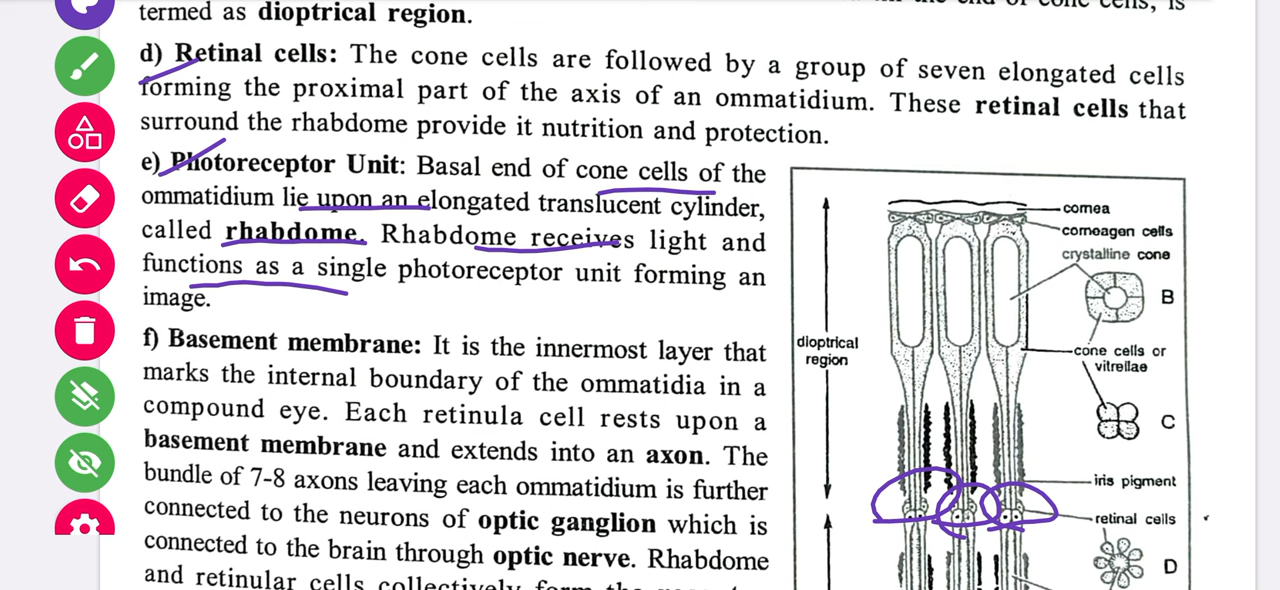 termed as dioptrical region.
d) Retinal cells: The cone cells are followed by a group of seven elongated cells
forming the proximal part of the axis of an ommatidium. These retinal cells that
surround the rhabdome provide it nutrition and protection.
e) Photoreceptor Unit: Basal end of cone cells of the
ommatidium lie upon an elongated translucent cylinder,
called rhabdome. Rhabdome receives light and
functions as a single photoreceptor unit forming an
image.
f) Basement membrane: It is the innermost layer that
marks the internal boundary of the ommatidia in a
compound eye. Each retinula cell rests upon a
basement membrane and extends into an axon. The
bundle of 7-8 axons leaving each ommatidium is further
connected to the neurons of optic ganglion which is
connected to the brain through optic nerve. Rhabdome
and retinular cells collectively form the
cornea
corneagen cells
crystalline cone
B
dioptrical
region
cone cells or
vitrellae
C
iris pigment
retinal cells
D